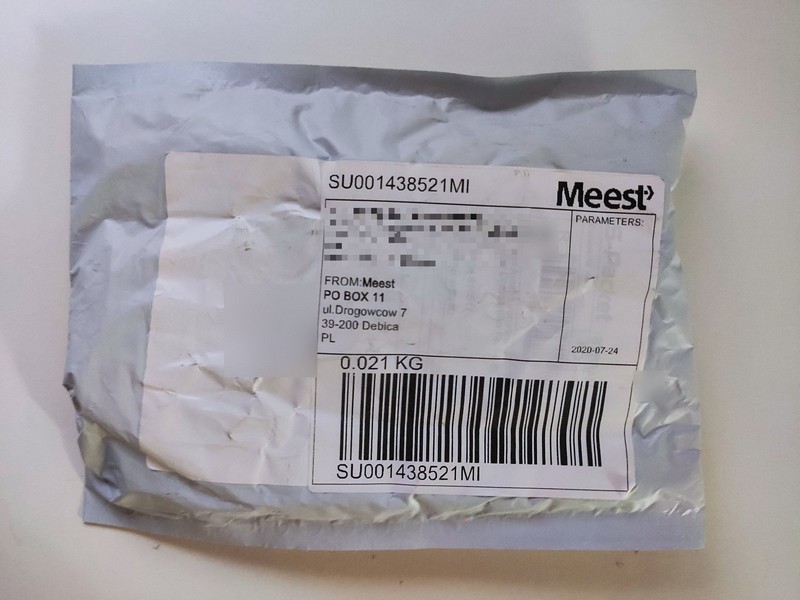 SU001438521MI
Meest
PARAMETERS:
FROM:Meest
PO BOX 11
ul.Drogowcow 7
39-200 Debica
PL
2020-07-24
0.021 KG
SU001438521MI